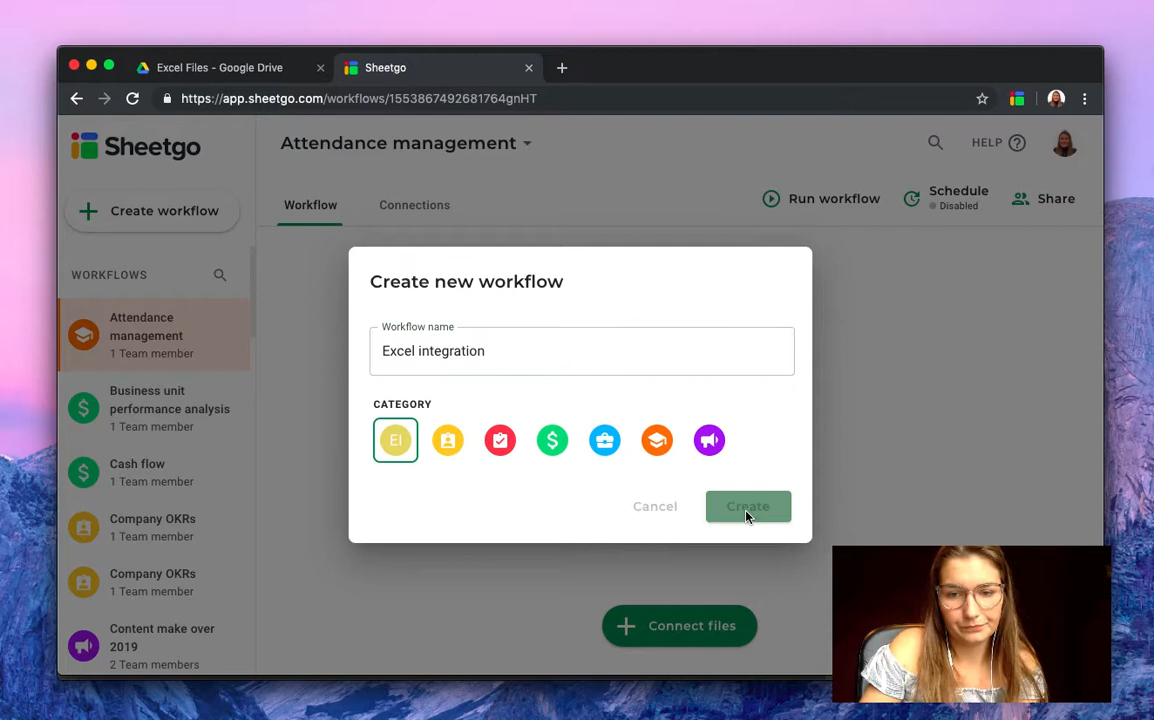 Excel Files - Google Drive
Sheetgo
https://app.sheetgo.com/workflows/1553867492681764gnHT
Sheetgo
Attendance management
HELP
Create workflow
Workflow
Connections
Run workflow
Schedule
Disabled
Share
WORKFLOWS
Attendance
management
1 Team member
Business unit
performance analysis
1 Team member
Cash flow
1 Team member
Company OKRs
1 Team member
Company OKRs
1 Team member
Content make over
2019
2 Team members
Create new workflow
Workflow name
Excel integration
CATEGORY
EI
Cancel
Create
Connect files